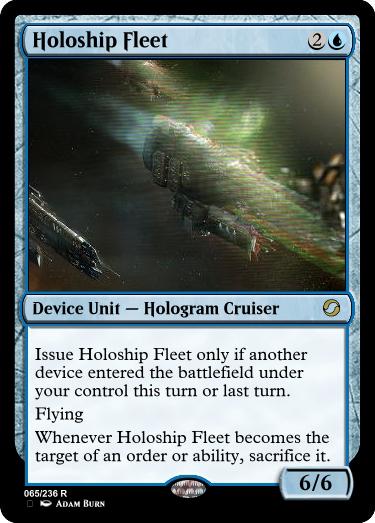 Holoship Fleet 2
Device Unit — Hologram Cruiser
Issue Holoship Fleet only if another
device entered the battlefield under
your control this turn or last turn.
Flying
Whenever Holoship Fleet becomes the
target of an order or ability, sacrifice it.
6/6
065/236 R
Adam Burn